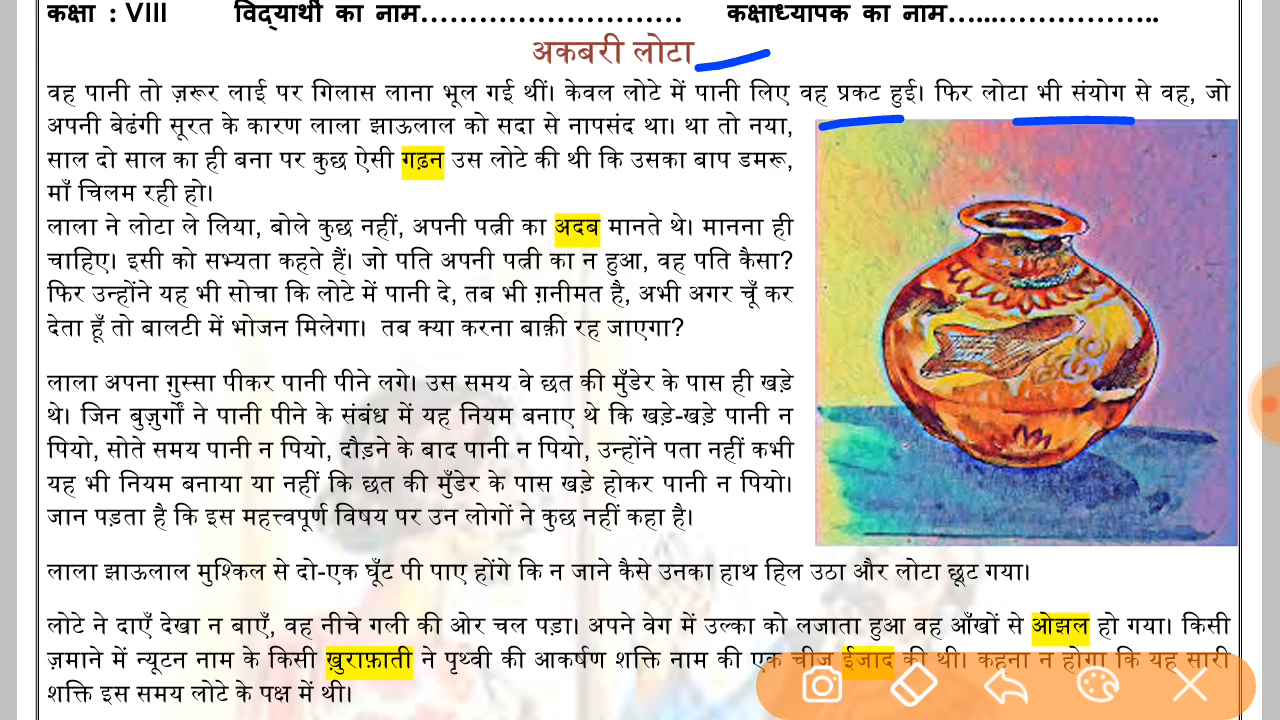 कक्षा : VIII विद्यार्थी का नाम………………………… कक्षाध्यापक का नाम…...……………..
अकबरी लोटा
वह पानी तो ज़रूर लाई पर गिलास लाना भूल गई थीं। केवल लोटे में पानी लिए वह प्रकट हुई। फिर लोटा भी संयोग से वह, जो
अपनी बेढंगी सूरत के कारण लाला झाऊलाल को सदा से नापसंद था। था तो नया,
साल दो साल का ही बना पर कुछ ऐसी गढ़न उस लोटे की थी कि उसका बाप डमरू,
माँ चिलम रही हो।
लाला ने लोटा ले लिया, बोले कुछ नहीं, अपनी पत्नी का अदब मानते थे। मानना ही
चाहिए। इसी को सभ्यता कहते हैं। जो पति अपनी पत्नी का न हुआ, वह पति कैसा?
फिर उन्होंने यह भी सोचा कि लोटे में पानी दे, तब भी ग़नीमत है, अभी अगर चूँ कर
देता हूँ तो बालटी में भोजन मिलेगा। तब क्या करना बाक़ी रह जाएगा?
लाला अपना ग़ुस्सा पीकर पानी पीने लगे। उस समय वे छत की मुँडेर के पास ही खड़े
थे। जिन बुज़ुर्गों ने पानी पीने के संबंध में यह नियम बनाए थे कि खड़े-खड़े पानी न
पियो, सोते समय पानी न पियो, दौड़ने के बाद पानी न पियो, उन्होंने पता नहीं कभी
यह भी नियम बनाया या नहीं कि छत की मुँडेर के पास खड़े होकर पानी न पियो।
जान पड़ता है कि इस महत्त्वपूर्ण विषय पर उन लोगों ने कुछ नहीं कहा है।
लाला झाऊलाल मुश्किल से दो-एक घूँट पी पाए होंगे कि न जाने कैसे उनका हाथ हिल उठा और लोटा छूट गया।
लोटे ने दाएँ देखा न बाएँ, वह नीचे गली की ओर चल पड़ा। अपने वेग में उल्का को लजाता हुआ वह आँखों से ओझल हो गया। किसी
ज़माने में न्यूटन नाम के किसी ख़ुराफ़ाती ने पृथ्वी की आकर्षण शक्ति नाम की एक चीज़ ईजाद की थी। कहना न होगा कि यह सारी
शक्ति इस समय लोटे के पक्ष में थी।